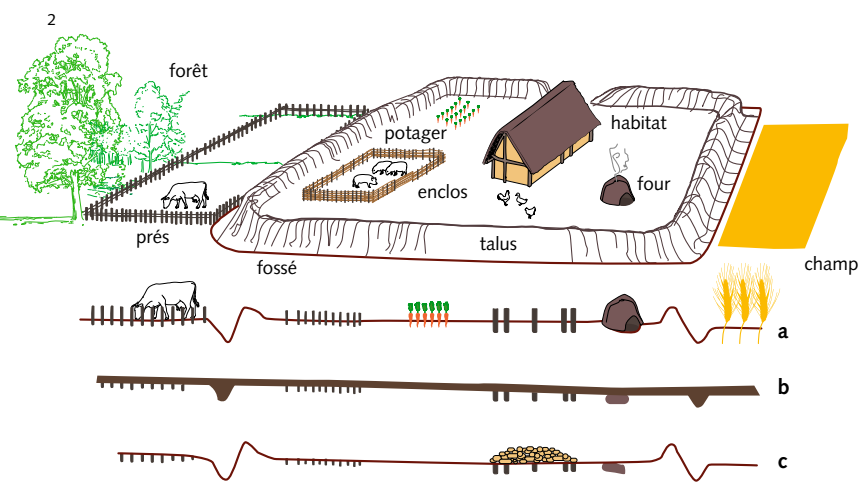 2
forêt
habitat
potager
enclos
four
prés
talus
fossé
champ
a
b
c